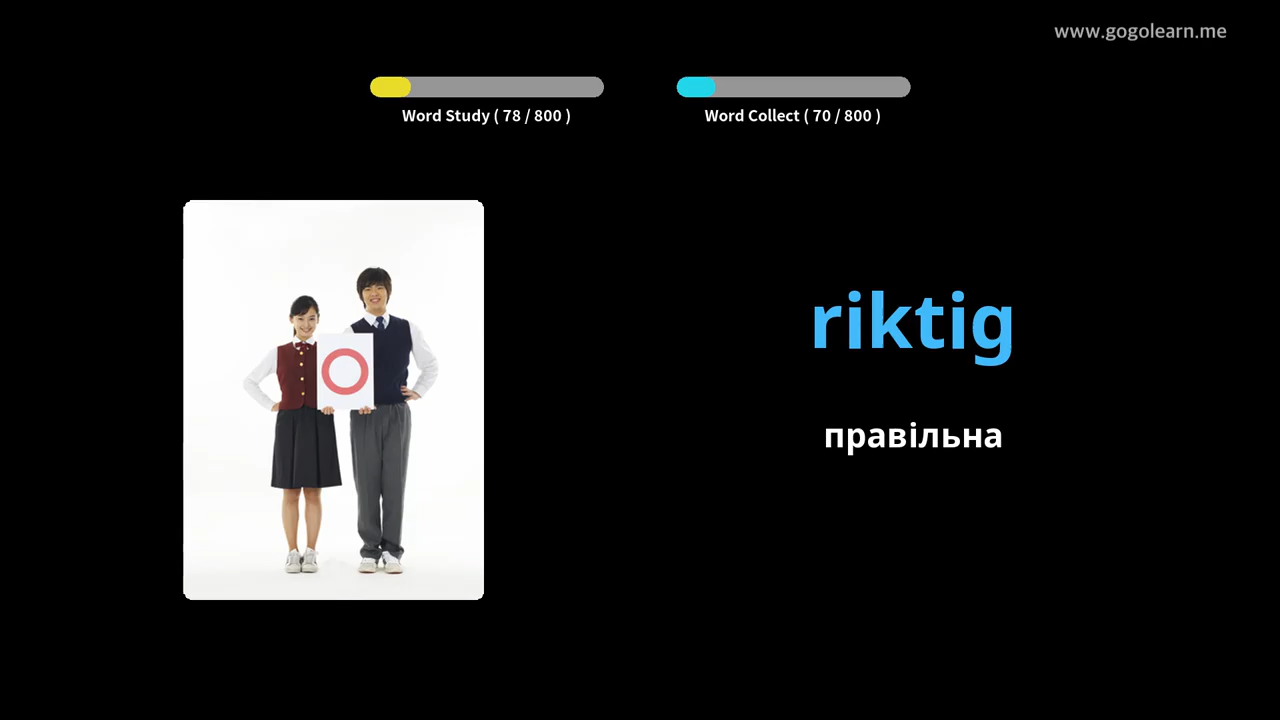 www.gogolearn.me
Word Study ( 78 / 800 )
Word Collect ( 70 / 800 )
riktig
правільна